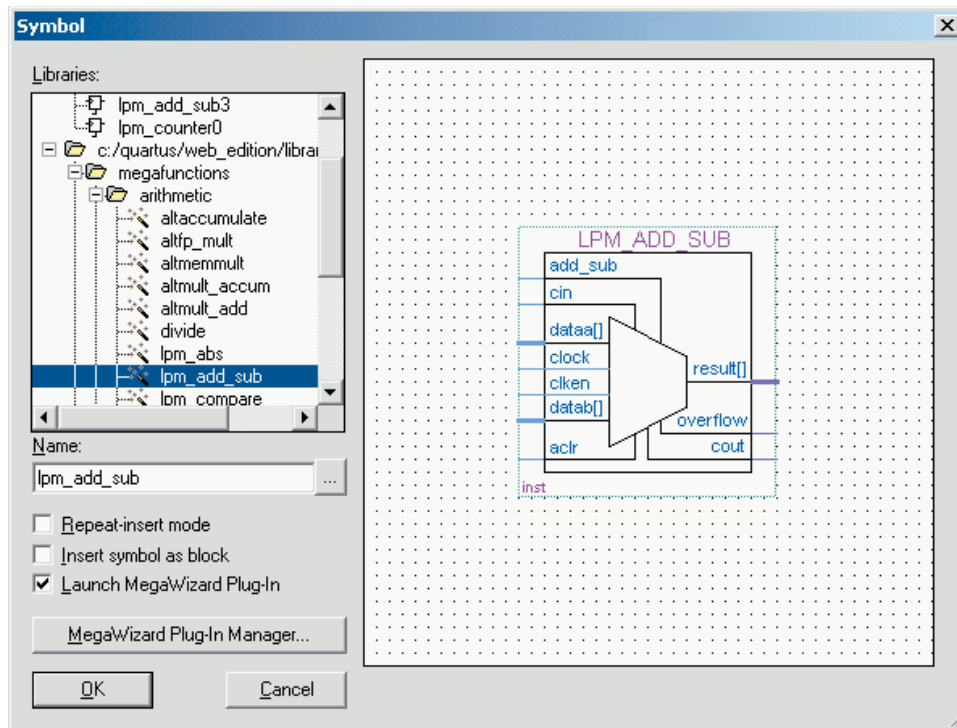 Symbol
Libraries:
lpm_add_sub3
lpm_counter0
c:/quartus/web_edition/librai
megafunctions
arithmetic
altaccumulate
altfp_mult
altmemmult
altmult_accum
altmult_add
divide
lpm_abs
lpm_add_sub
lpm_compare
Name:
lpm_add_sub
...
Repeat-insert mode
Insert symbol as block
Launch MegaWizard Plug-In
MegaWizard Plug-In Manager...
OK
Cancel
LPM_ADD_SUB
add_sub
cin
dataa[]
clock
result[]
clken
datab[]
overflow
aclr
cout
inst